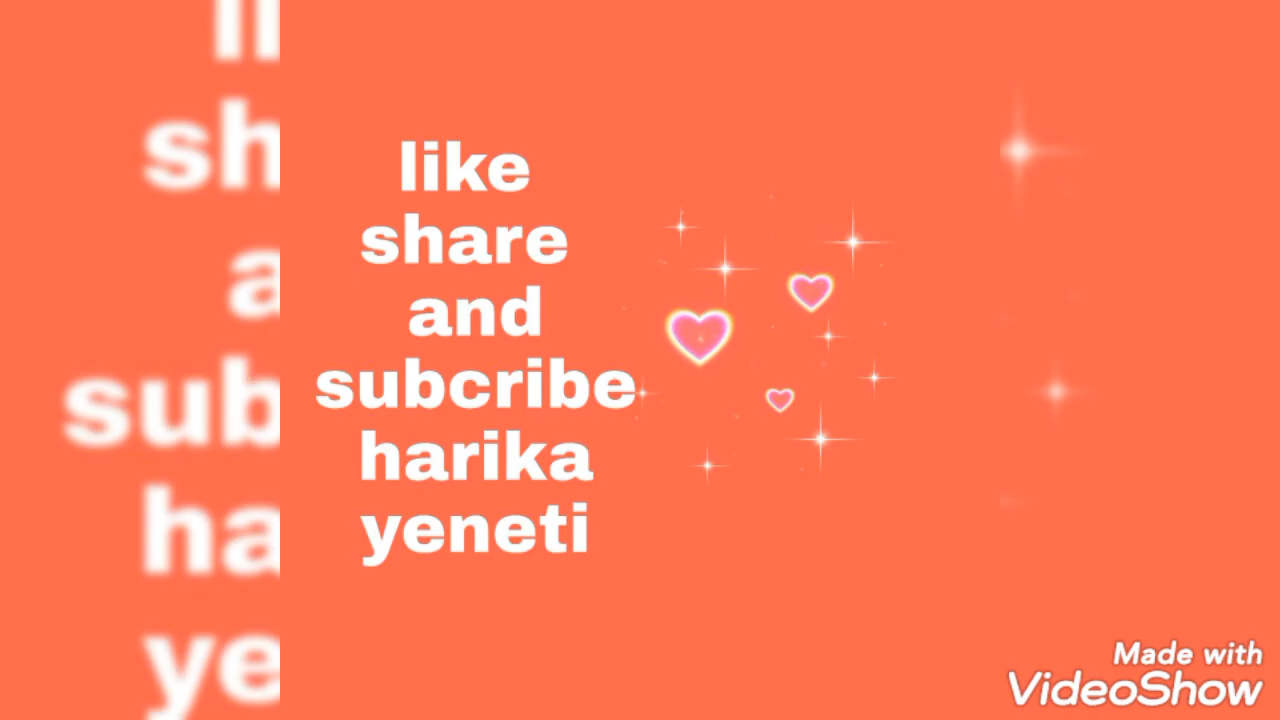 like
share
and
subcribe
harika
yeneti
Made with
VideoShow